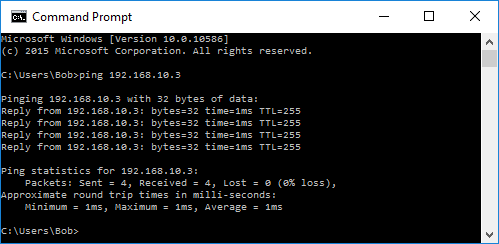 Command Prompt
Microsoft Windows [Version 10.0.10586]
(c) 2015 Microsoft Corporation. All rights reserved.
C:\Users\Bob>ping 192.168.10.3
Pinging 192.168.10.3 with 32 bytes of data:
Reply from 192.168.10.3: bytes=32 time=1ms TTL=255
Reply from 192.168.10.3: bytes=32 time=1ms TTL=255
Reply from 192.168.10.3: bytes=32 time=1ms TTL=255
Reply from 192.168.10.3: bytes=32 time=1ms TTL=255
Ping statistics for 192.168.10.3:
    Packets: Sent = 4, Received = 4, Lost = 0 (0% loss),
Approximate round trip times in milli-seconds:
    Minimum = 1ms, Maximum = 1ms, Average = 1ms
C:\Users\Bob>